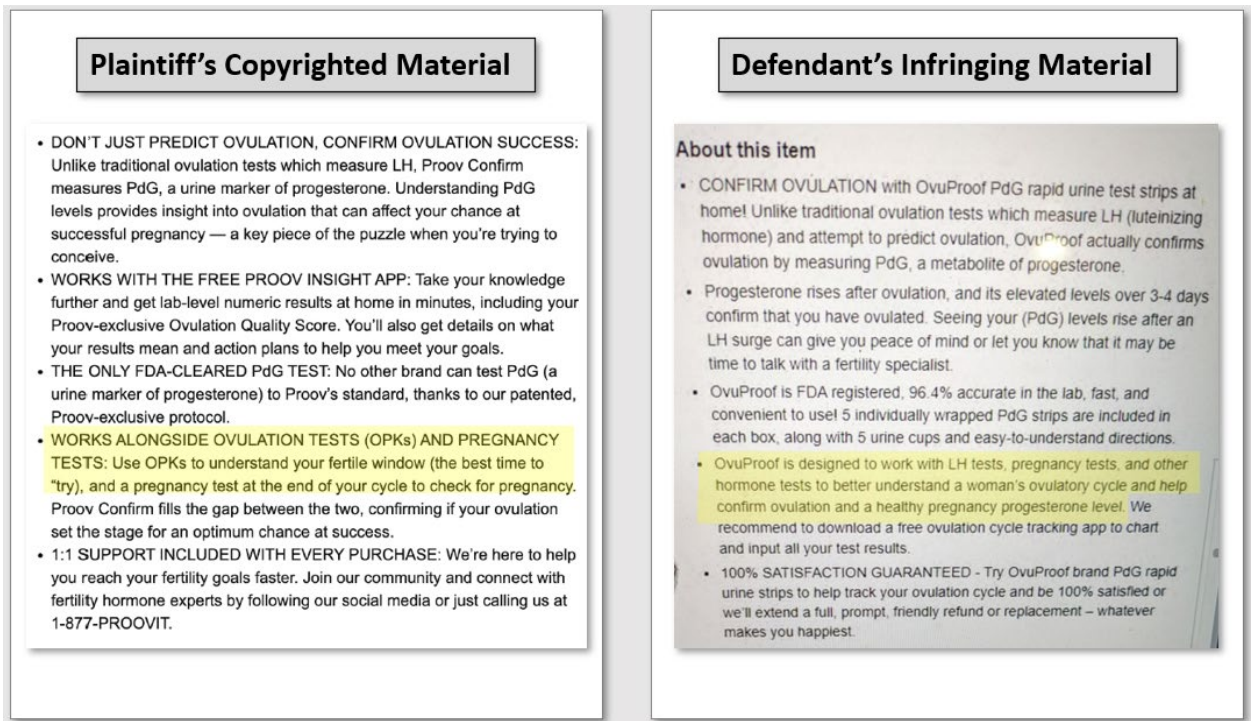 Plaintiff's Copyrighted Material
• DON'T JUST PREDICT OVULATION, CONFIRM OVULATION SUCCESS:
Unlike traditional ovulation tests which measure LH, Proov Confirm
measures PdG, a urine marker of progesterone. Understanding PdG
levels provides insight into ovulation that can affect your chance at
successful pregnancy — a key piece of the puzzle when you're trying to
conceive.
• WORKS WITH THE FREE PROOV INSIGHT APP: Take your knowledge
further and get lab-level numeric results at home in minutes, including your
Proov-exclusive Ovulation Quality Score. You'll also get details on what
your results mean and action plans to help you meet your goals.
• THE ONLY FDA-CLEARED PdG TEST: No other brand can test PdG (a
urine marker of progesterone) to Proov's standard, thanks to our patented,
Proov-exclusive protocol.
• WORKS ALONGSIDE OVULATION TESTS (OPKs) AND PREGNANCY
TESTS: Use OPKs to understand your fertile window (the best time to
"try), and a pregnancy test at the end of your cycle to check for pregnancy.
Proov Confirm fills the gap between the two, confirming if your ovulation
set the stage for an optimum chance at success.
• 1:1 SUPPORT INCLUDED WITH EVERY PURCHASE: We're here to help
you reach your fertility goals faster. Join our community and connect with
fertility hormone experts by following our social media or just calling us at
1-877-PROOVIT.
Defendant's Infringing Material
About this item
• CONFIRM OVULATION with OvuProof PdG rapid urine test strips at
home! Unlike traditional ovulation tests which measure LH (luteinizing
hormone) and attempt to predict ovulation, OvuProof actually confirms
ovulation by measuring PdG, a metabolite of progesterone.
• Progesterone rises after ovulation, and its elevated levels over 3-4 days
confirm that you have ovulated. Seeing your (PdG) levels rise after an
LH surge can give you peace of mind or let you know that it may be
time to talk with a fertility specialist.
• OvuProof is FDA registered, 96.4% accurate in the lab, fast, and
convenient to use! 5 individually wrapped PdG strips are included in
each box, along with 5 urine cups and easy-to-understand directions.
• OvuProof is designed to work with LH tests, pregnancy tests, and other
hormone tests to better understand a woman's ovulatory cycle and help
confirm ovulation and a healthy pregnancy progesterone level. We
recommend to download a free ovulation cycle tracking app to chart
and input all your test results.
• 100% SATISFACTION GUARANTEED - Try OvuProof brand PdG rapid
urine strips to help track your ovulation cycle and be 100% satisfied or
we'll extend a full, prompt, friendly refund or replacement – whatever
makes you happiest.